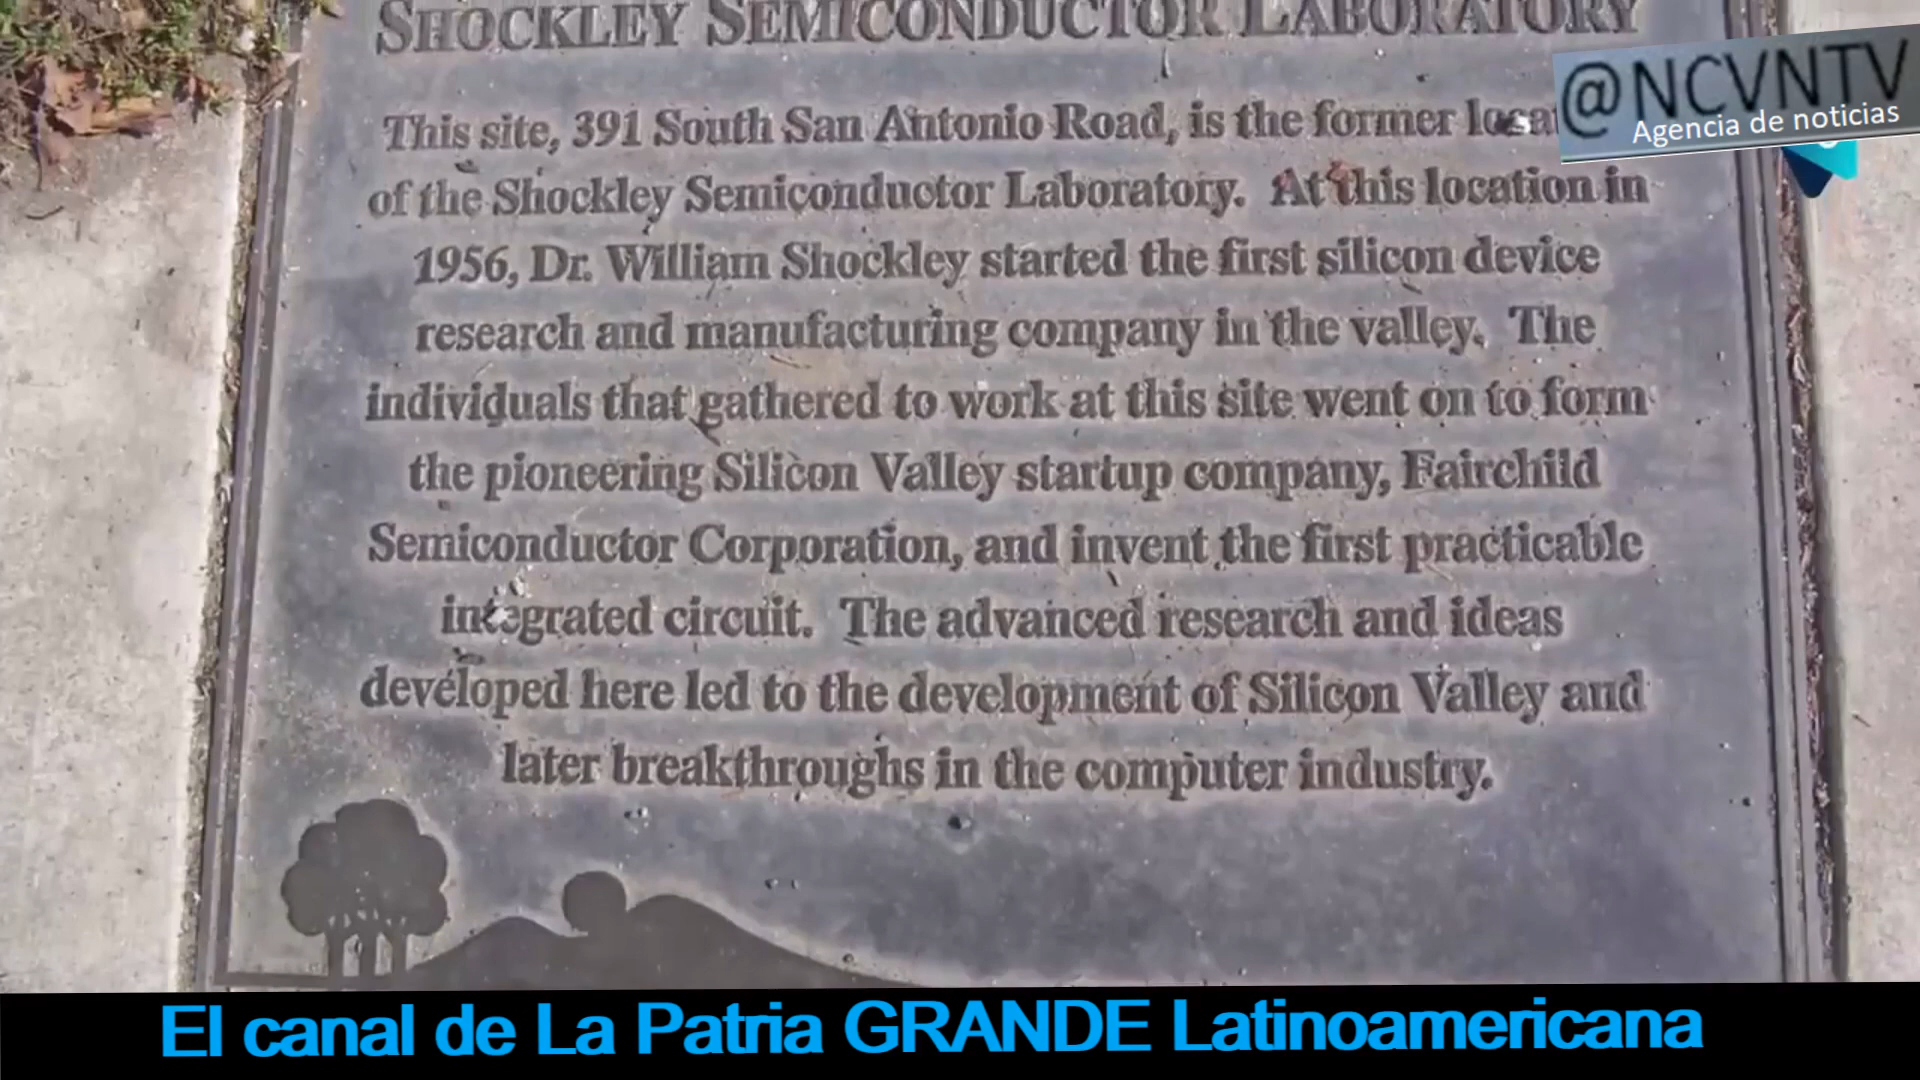 SHOCKLEY SEMICONDUCTOR LABORATORY
@NCVNTV
Agencia de noticias
This site, 391 South San Antonio Road, is the former
of the Shockley Semiconductor Laboratory. At this location in
1956, Dr. William Shockley started the first silicon device
research and manufacturing company in the valley. The
individuals that gathered to work at this site went on to form
the pioneering Silicon Valley startup company, Fairchild
Semiconductor Corporation, and invent the first practicable
integrated circuit. The advanced research and ideas
developed here led to the development of Silicon Valley and
later breakthroughs in the computer industry.
El canal de La Patria GRANDE Latinoamericana